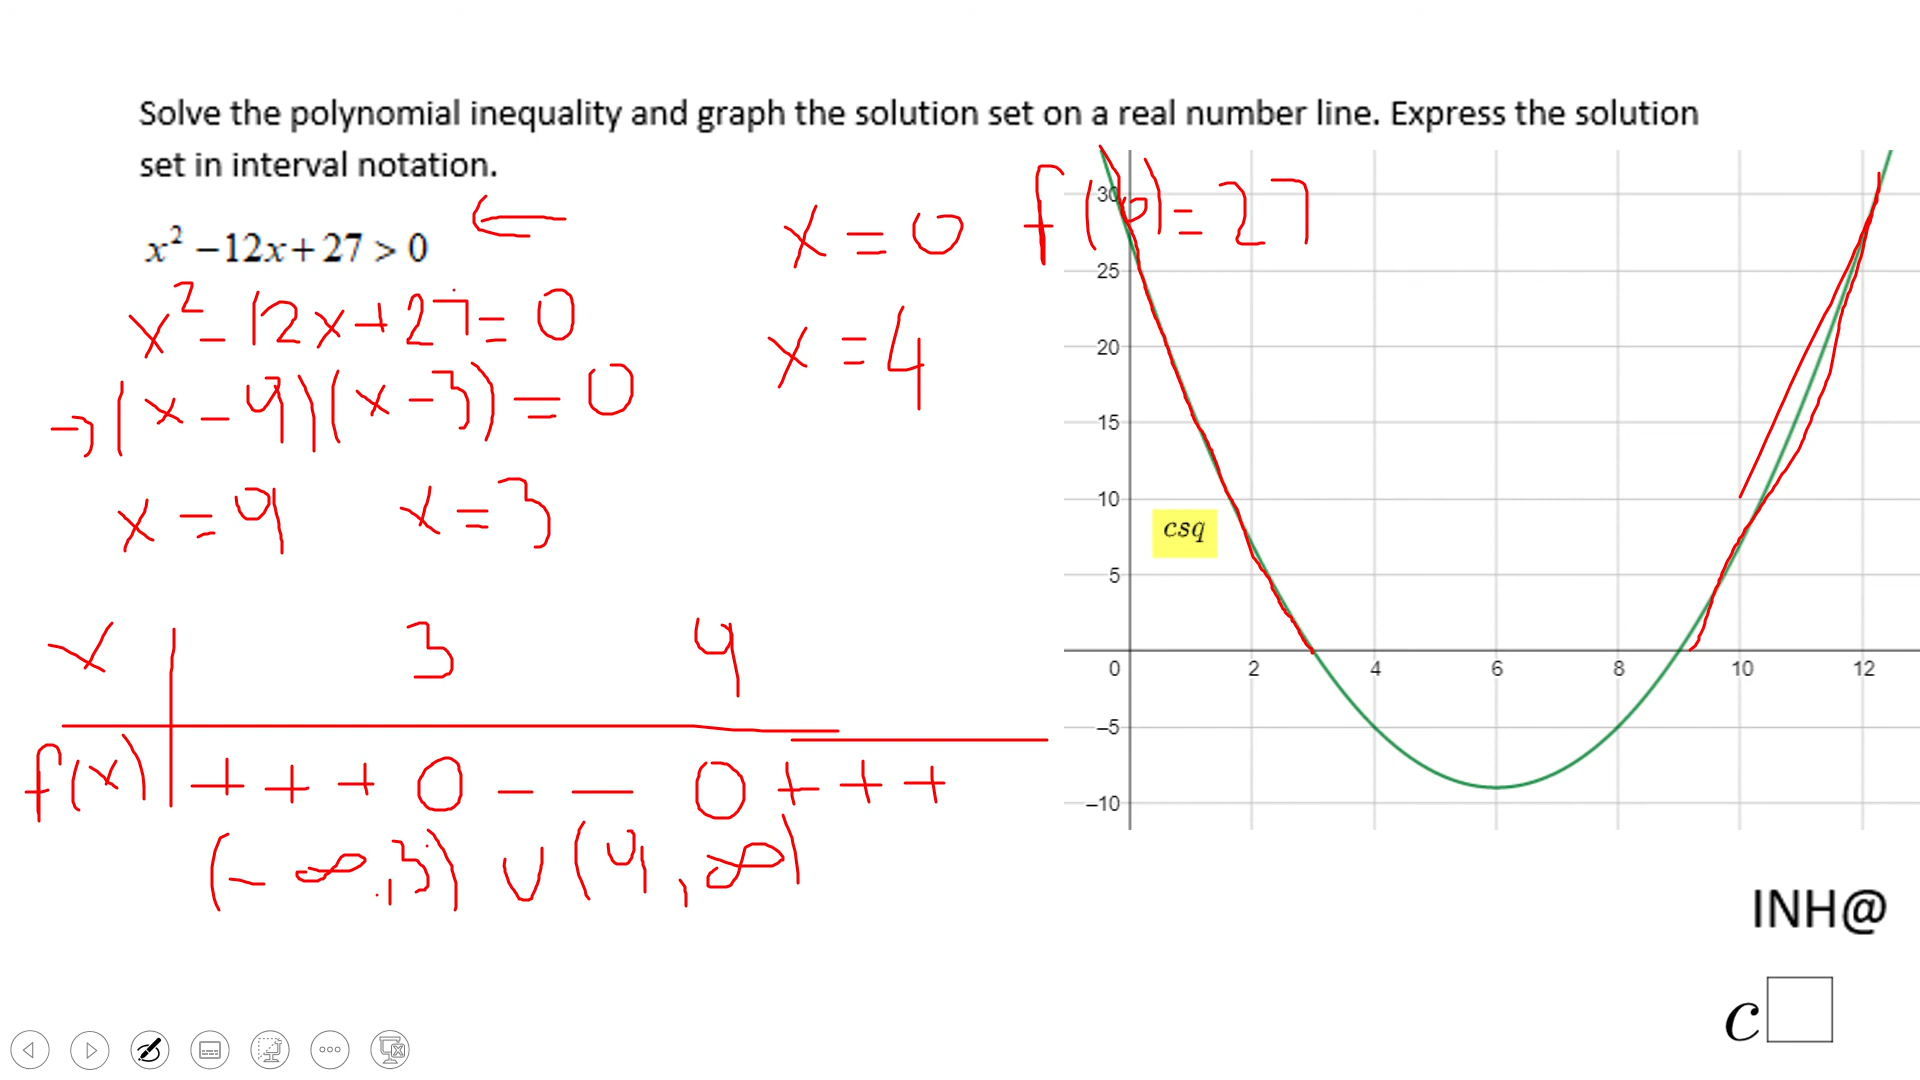 Solve the polynomial inequality and graph the solution set on a real number line. Express the solution
set in interval notation.
x² − 12x + 27 > 0
x² - 12x + 27 = 0
→ (x - 9)(x - 3) = 0
x = 9 x = 3
x = 0 f(0) = 27
x = 4
x 3 9
f(x) + + + 0 - - 0 + + +
(-∞, 3) ∪ (9, ∞)
30
25
20
15
10
5
0 2 4 6 8 10 12
−5
−10
csq
INH@
c